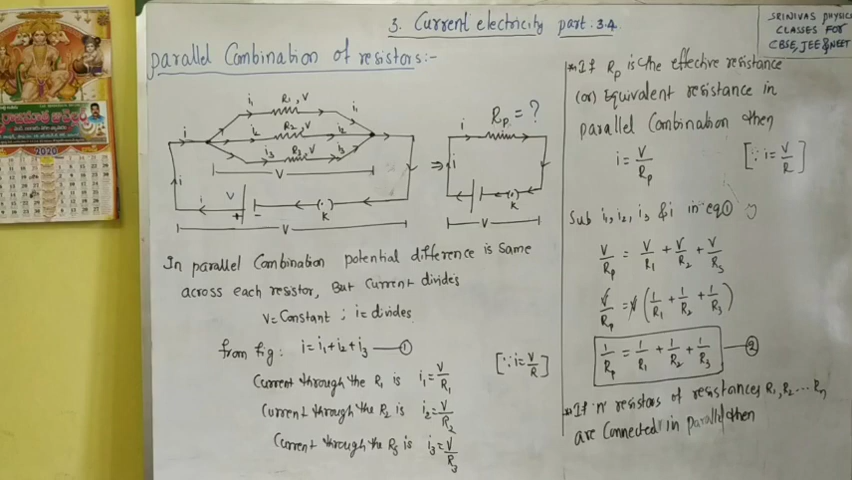 3. Current electricity part. 3.4
SRINIVAS PHYSICS
CLASSES FOR
CBSE, JEE & NEET
parallel Combination of resistors:-
R1, V
i1 i1
i i2 R2, V i2
i3 R3, V i3
V
i V
i + - (·) K
V
⇒
Rp = ?
i
i
K
V
In parallel Combination potential difference is same
across each resistor, But Current divides
V=Constant ; i= divides
from fig: i = i1+i2+i3 —①
Current through the R1 is i1 = V/R1 [∵ i = V/R]
Current through the R2 is i2 = V/R2
Current through the R3 is i3 = V/R3
* If Rp is the effective resistance
(or) Equivalent resistance in
parallel Combination then
i = V/Rp [∵ i = V/R]
Sub i1, i2, i3 & i in eq ①
V/Rp = V/R1 + V/R2 + V/R3
V/Rp = V(1/R1 + 1/R2 + 1/R3)
1/Rp = 1/R1 + 1/R2 + 1/R3 —②
* If 'n' resistors of resistances R1, R2 ... Rn
are Connected in parallel then
2020